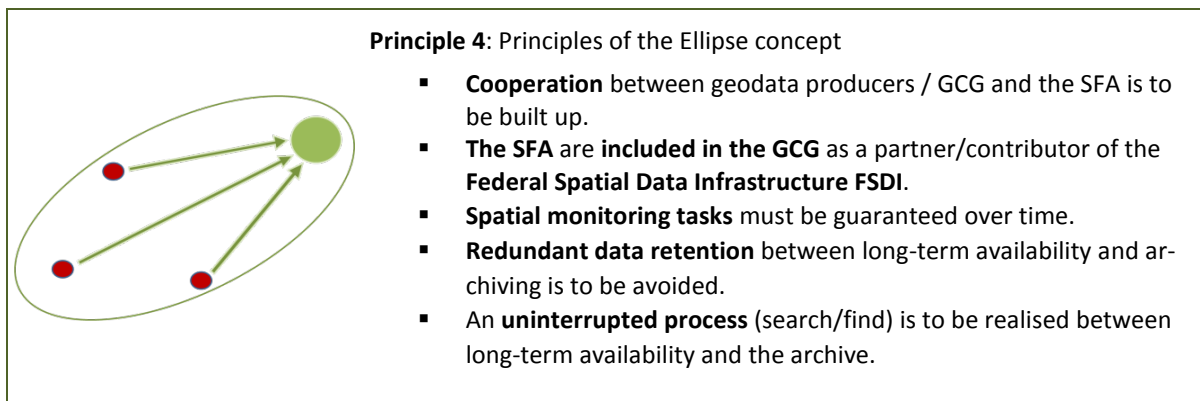 Principle 4: Principles of the Ellipse concept
▪ Cooperation between geodata producers / GCG and the SFA is to
be built up.
▪ The SFA are included in the GCG as a partner/contributor of the
Federal Spatial Data Infrastructure FSDI.
▪ Spatial monitoring tasks must be guaranteed over time.
▪ Redundant data retention between long-term availability and ar-
chiving is to be avoided.
▪ An uninterrupted process (search/find) is to be realised between
long-term availability and the archive.